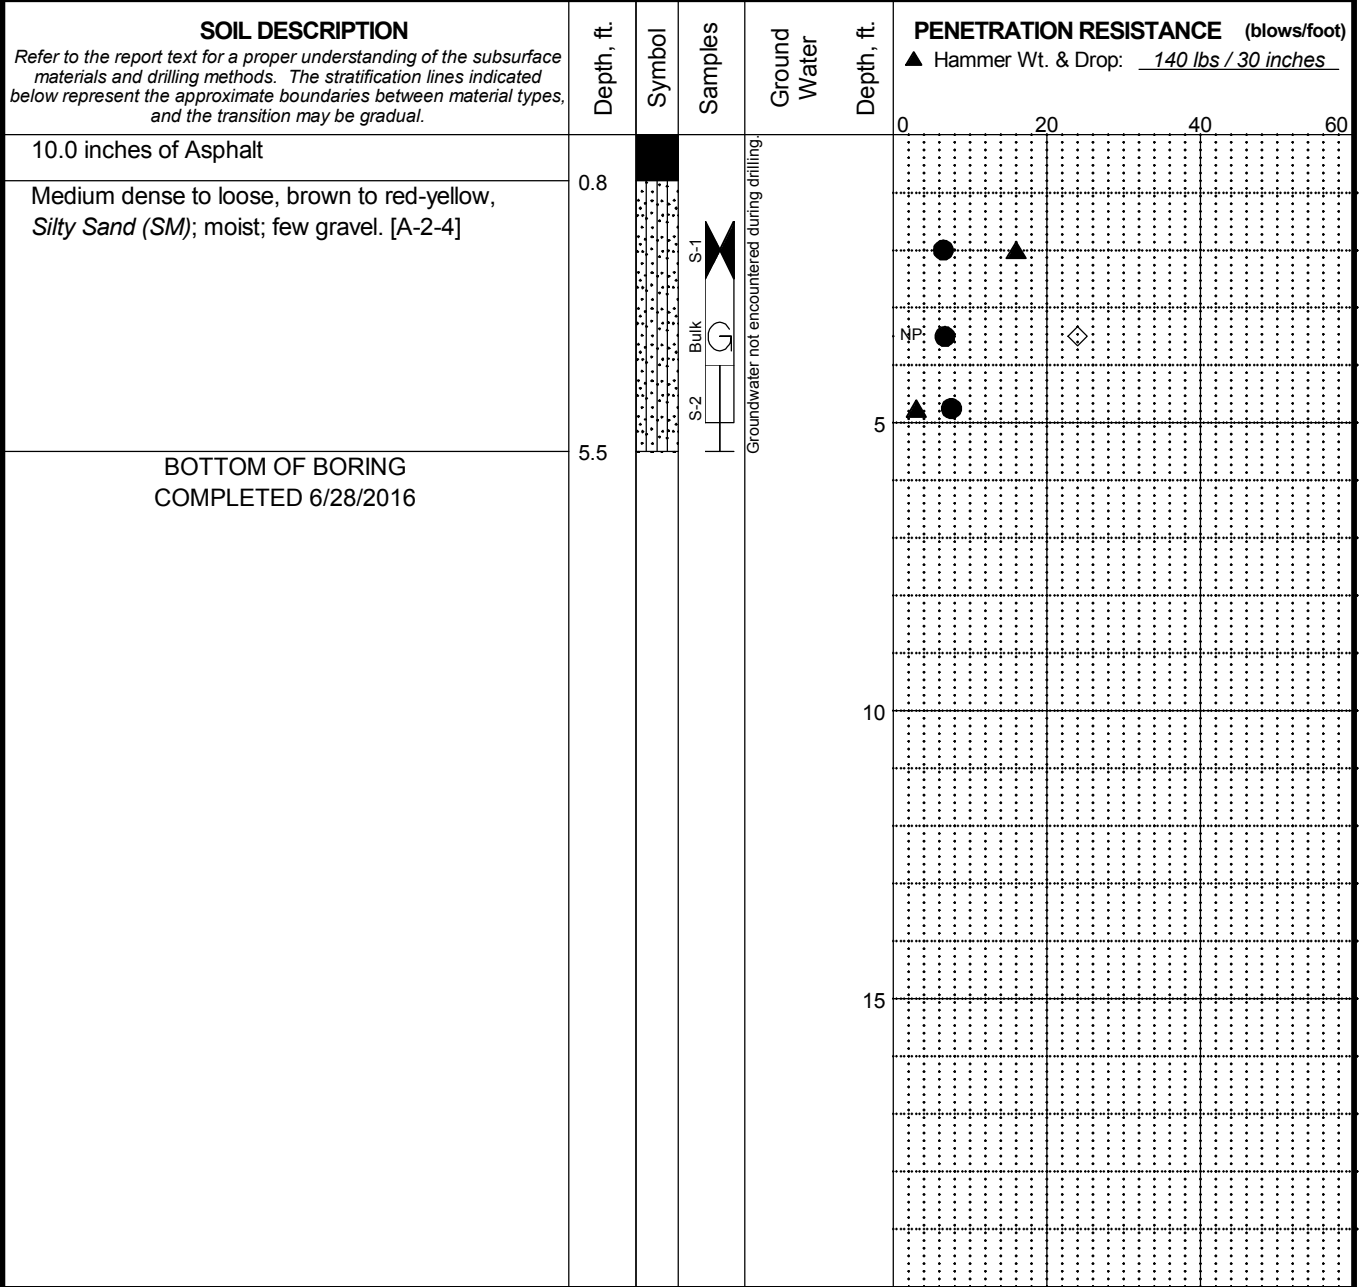 SOIL DESCRIPTION
Refer to the report text for a proper understanding of the subsurface
materials and drilling methods. The stratification lines indicated
below represent the approximate boundaries between material types,
and the transition may be gradual.
Depth, ft.
Symbol
Samples
Ground
Water
Depth, ft.
PENETRATION RESISTANCE (blows/foot)
▲ Hammer Wt. & Drop: 140 lbs / 30 inches
0 20 40 60
10.0 inches of Asphalt
0.8
Medium dense to loose, brown to red-yellow,
Silty Sand (SM); moist; few gravel. [A-2-4]
S-1
Bulk
G
S-2
Groundwater not encountered during drilling.
NP
5
5.5
BOTTOM OF BORING
COMPLETED 6/28/2016
10
15